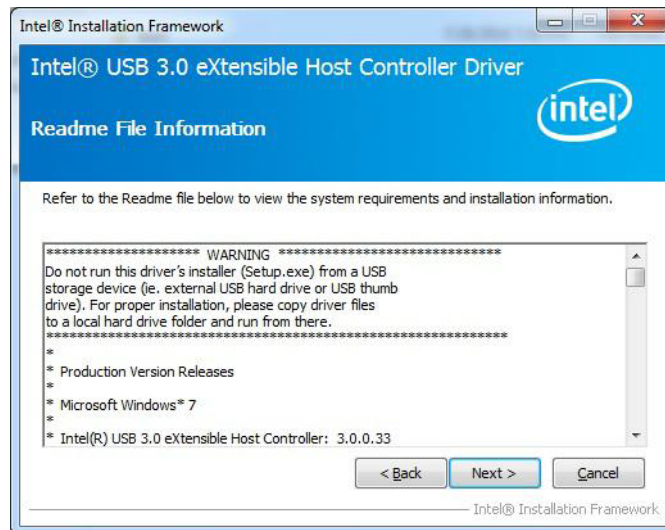 Intel® Installation Framework
Intel® USB 3.0 eXtensible Host Controller Driver
Readme File Information
intel
Refer to the Readme file below to view the system requirements and installation information.
******************** WARNING *****************************
Do not run this driver's installer (Setup.exe) from a USB
storage device (ie. external USB hard drive or USB thumb
drive). For proper installation, please copy driver files
to a local hard drive folder and run from there.
************************************************************
*
* Production Version Releases
*
* Microsoft Windows* 7
*
* Intel(R) USB 3.0 eXtensible Host Controller: 3.0.0.33
< Back
Next >
Cancel
Intel® Installation Framework